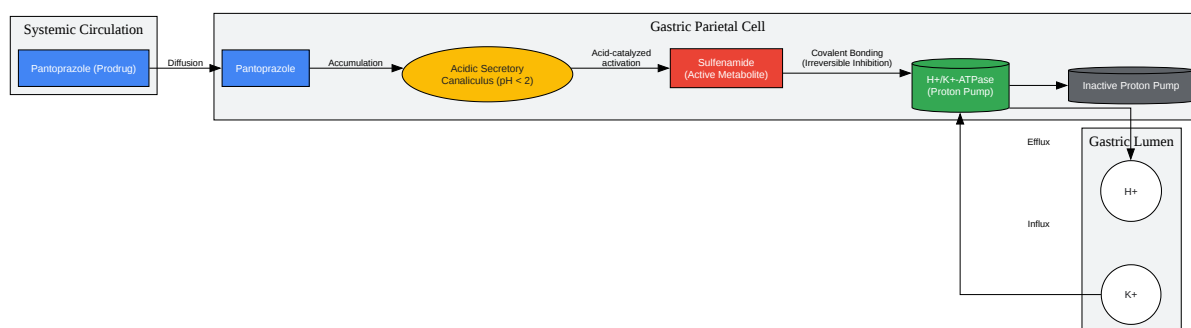 Systemic Circulation
Pantoprazole (Prodrug)
Diffusion
Gastric Parietal Cell
Pantoprazole
Accumulation
Acidic Secretory
Canaliculus (pH < 2)
Acid-catalyzed
activation
Sulfenamide
(Active Metabolite)
Covalent Bonding
(Irreversible Inhibition)
H+/K+-ATPase
(Proton Pump)
Inactive Proton Pump
Efflux
Gastric Lumen
H+
Influx
K+